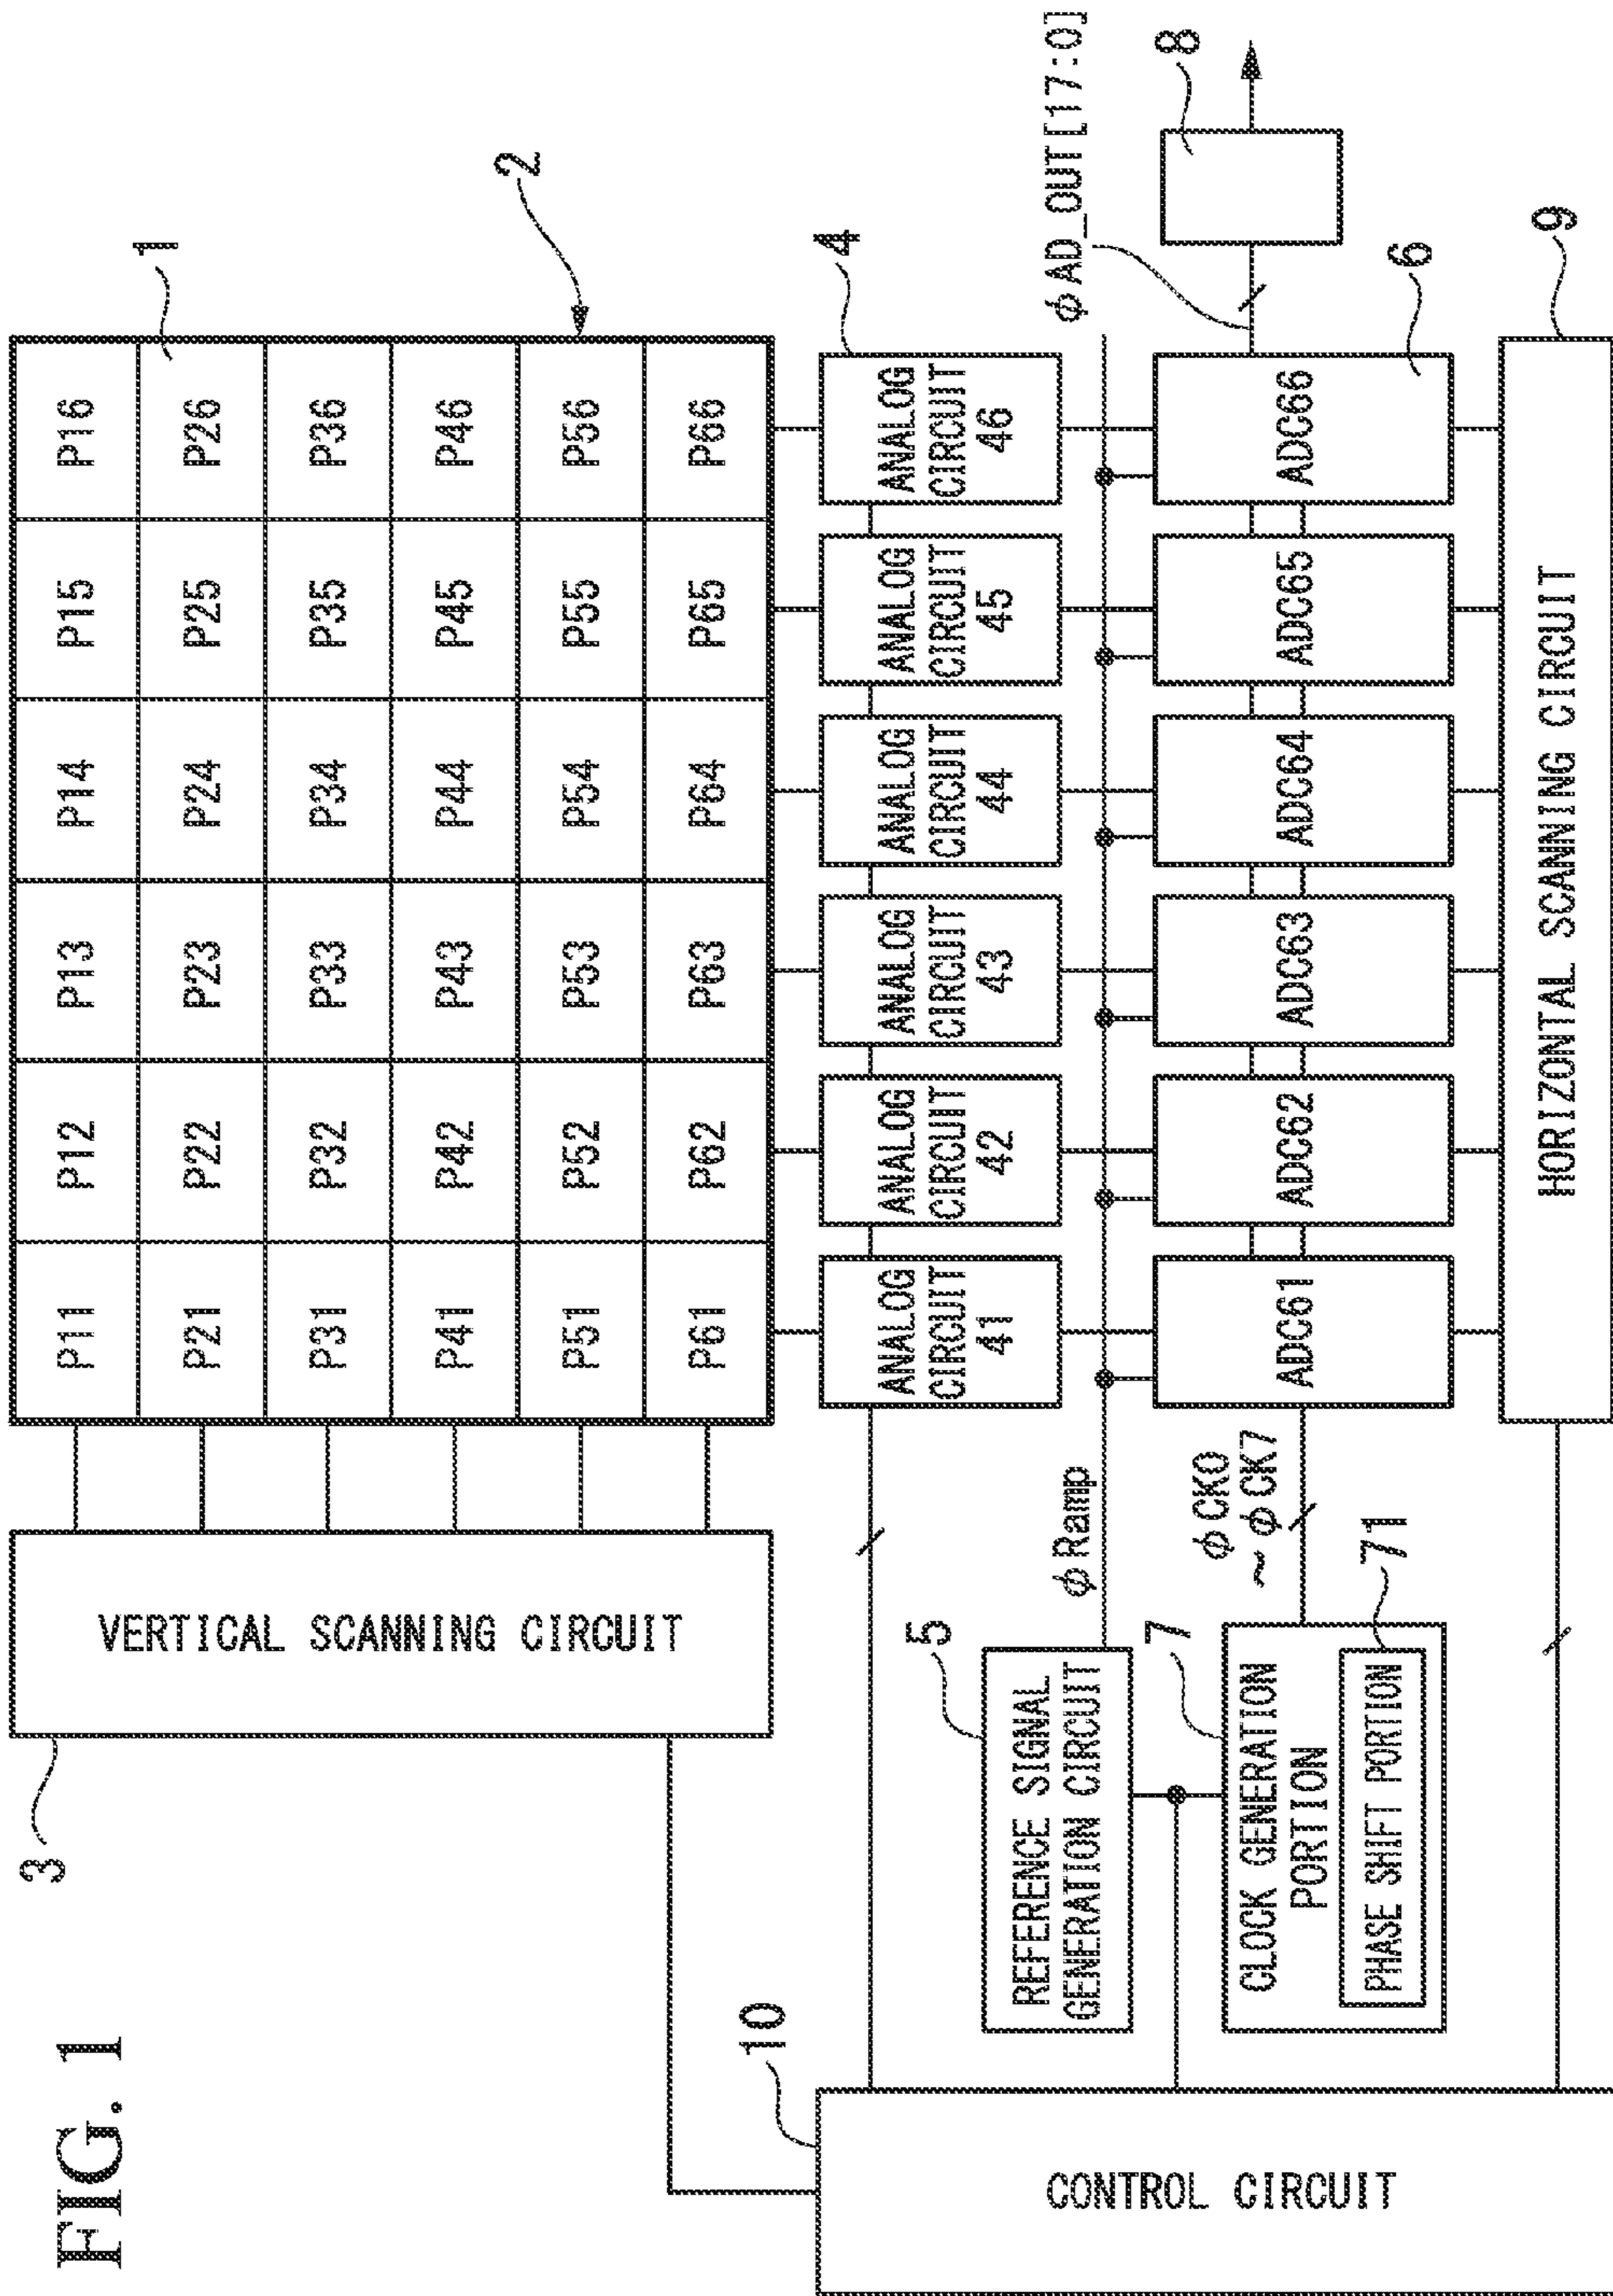 FIG. 1
1
P11 P12 P13 P14 P15 P16
P21 P22 P23 P24 P25 P26
P31 P32 P33 P34 P35 P36
P41 P42 P43 P44 P45 P46
P51 P52 P53 P54 P55 P56
P61 P62 P63 P64 P65 P66
2
3
VERTICAL SCANNING CIRCUIT
10
CONTROL CIRCUIT
4
ANALOG
CIRCUIT
41
ANALOG
CIRCUIT
42
ANALOG
CIRCUIT
43
ANALOG
CIRCUIT
44
ANALOG
CIRCUIT
45
ANALOG
CIRCUIT
46
5
REFERENCE SIGNAL
GENERATION CIRCUIT
φRamp
φAD_OUT[17:0]
7
CLOCK GENERATION
PORTION
PHASE SHIFT PORTION
71
φCK0
~φCK7
ADC61
ADC62
ADC63
ADC64
ADC65
ADC66
8
6
9
HORIZONTAL SCANNING CIRCUIT